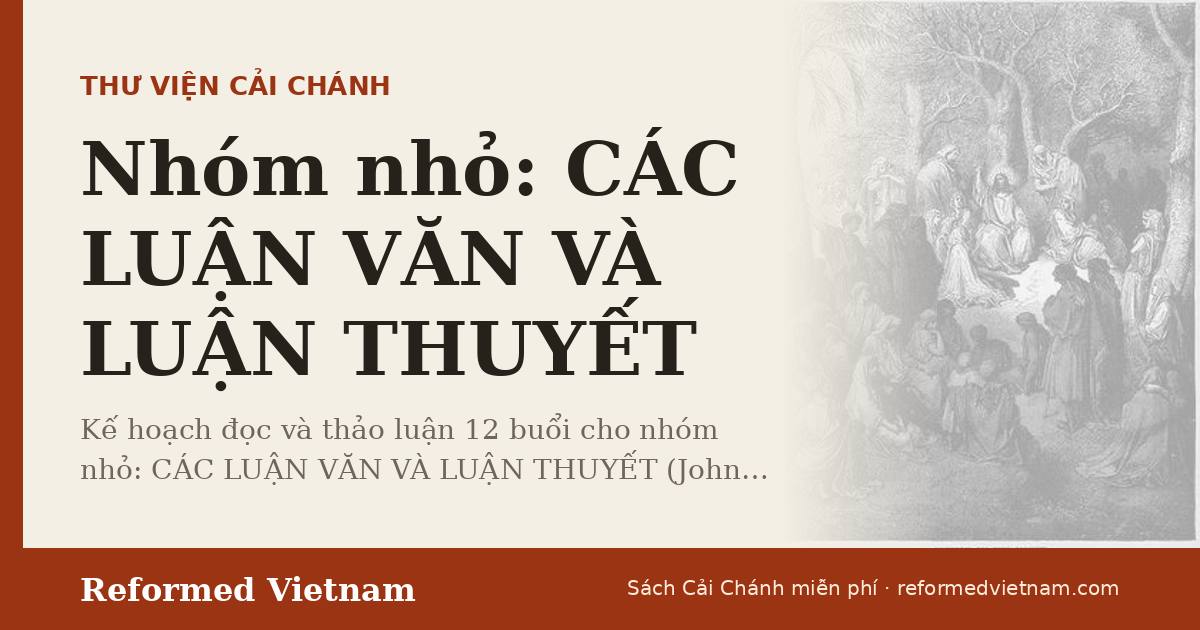 THƯ VIỆN CẢI CHÁNH
Nhóm nhỏ: CÁC
LUẬN VĂN VÀ
LUẬN THUYẾT
Kế hoạch đọc và thảo luận 12 buổi cho nhóm
nhỏ: CÁC LUẬN VĂN VÀ LUẬN THUYẾT (John...
Reformed Vietnam
Sách Cải Chánh miễn phí · reformedvietnam.com